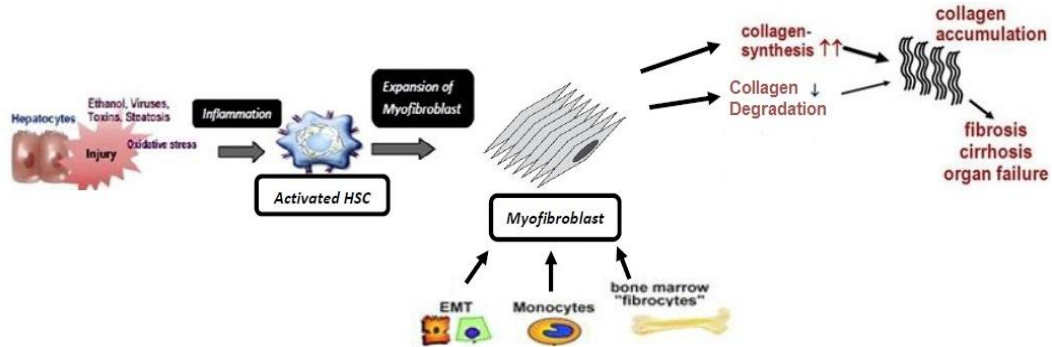 Hepatocytes
Ethanol, Viruses,
Toxins, Steatosis
Oxidative stress
Injury
Inflammation
Activated HSC
Expansion of
Myofibroblast
Myofibroblast
EMT
Monocytes
bone marrow
"fibrocytes"
collagen-
synthesis ↑↑
Collagen ↓
Degradation
collagen
accumulation
fibrosis
cirrhosis
organ failure